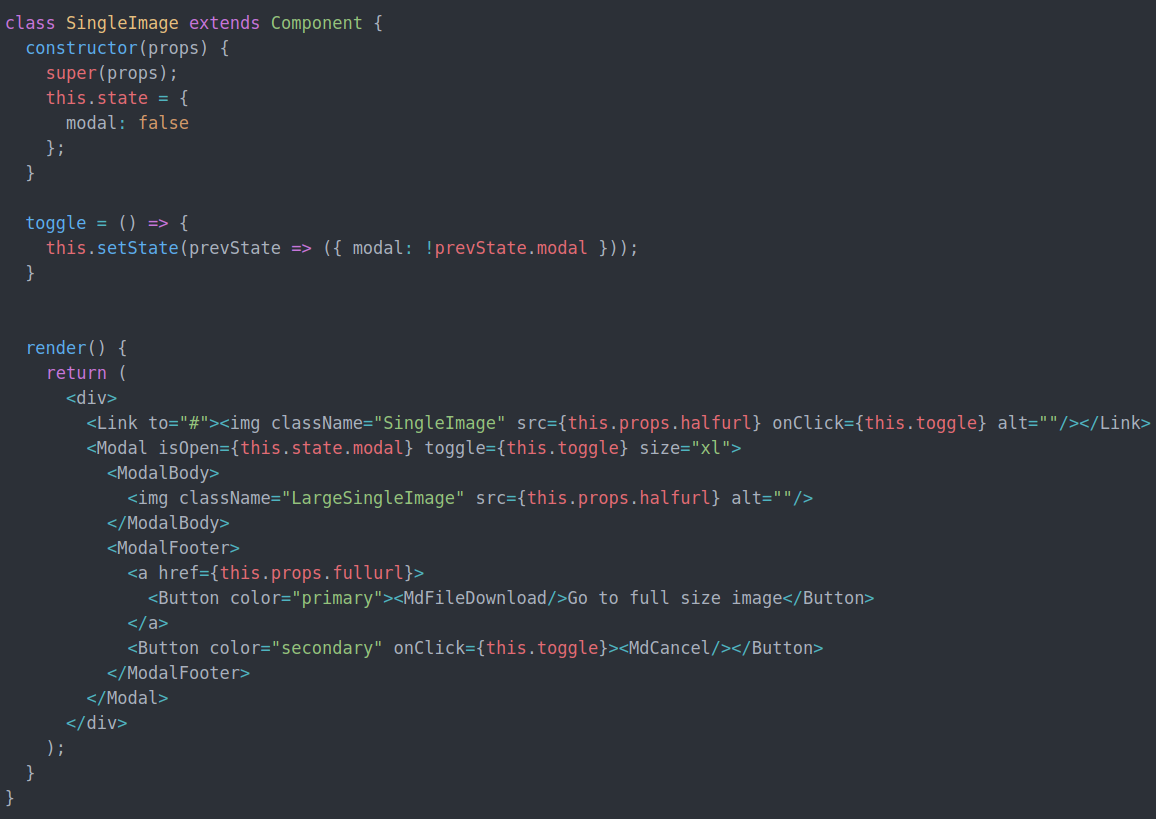 class SingleImage extends Component {
  constructor(props) {
    super(props);
    this.state = {
      modal: false
    };
  }

  toggle = () => {
    this.setState(prevState => ({ modal: !prevState.modal }));
  }


  render() {
    return (
      <div>
        <Link to="#"><img className="SingleImage" src={this.props.halfurl} onClick={this.toggle} alt=""/></Link>
        <Modal isOpen={this.state.modal} toggle={this.toggle} size="xl">
          <ModalBody>
            <img className="LargeSingleImage" src={this.props.halfurl} alt=""/>
          </ModalBody>
          <ModalFooter>
            <a href={this.props.fullurl}>
              <Button color="primary"><MdFileDownload/>Go to full size image</Button>
            </a>
            <Button color="secondary" onClick={this.toggle}><MdCancel/></Button>
          </ModalFooter>
        </Modal>
      </div>
    );
  }
}